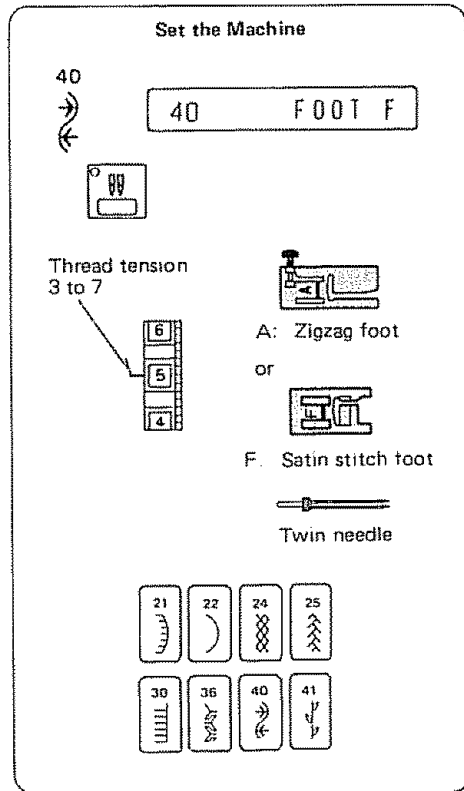 Set the Machine
40
40 FOOT F
Thread tension
3 to 7
6
5
4
A
A: Zigzag foot
or
F
F. Satin stitch foot
Twin needle
21 22 24 25
30 36 40 41